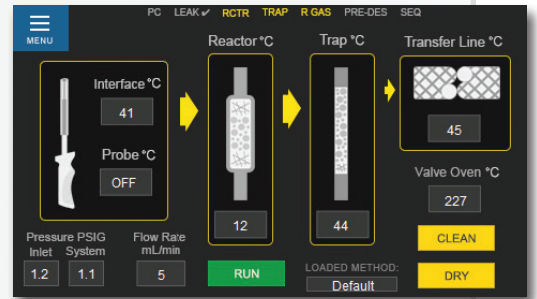 PC LEAK✔ RCTR TRAP R GAS PRE-DES SEQ
MENU
Reactor °C
Trap °C
Transfer Line °C
Interface °C
41
Probe °C
OFF
45
Valve Oven °C
227
12
44
CLEAN
Pressure PSIG
Inlet System
Flow Rate
mL/min
1.2
1.1
5
RUN
LOADED METHOD:
Default
DRY